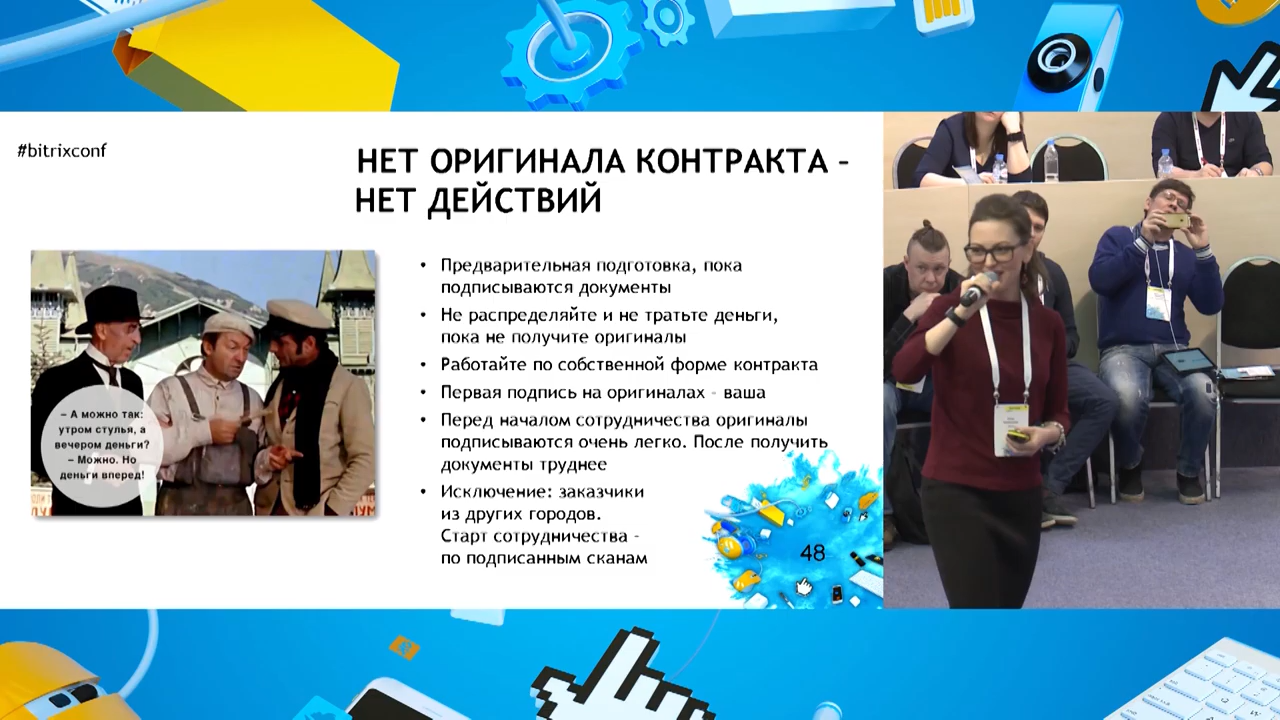 #bitrixconf
НЕТ ОРИГИНАЛА КОНТРАКТА –
НЕТ ДЕЙСТВИЙ
• Предварительная подготовка, пока
подписываются документы
• Не распределяйте и не тратьте деньги,
пока не получите оригиналы
• Работайте по собственной форме контракта
• Первая подпись на оригиналах – ваша
• Перед началом сотрудничества оригиналы
подписываются очень легко. После получить
документы труднее
• Исключение: заказчики
из других городов.
Старт сотрудничества –
по подписанным сканам
– А можно так:
утром стулья, а
вечером деньги?
– Можно. Но
деньги вперед!
48